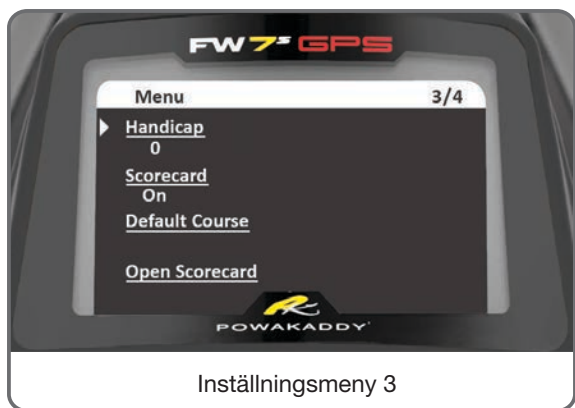 FW7s GPS
Menu 3/4
Handicap
0
Scorecard
On
Default Course
Open Scorecard
POWAKADDY
Inställningsmeny 3